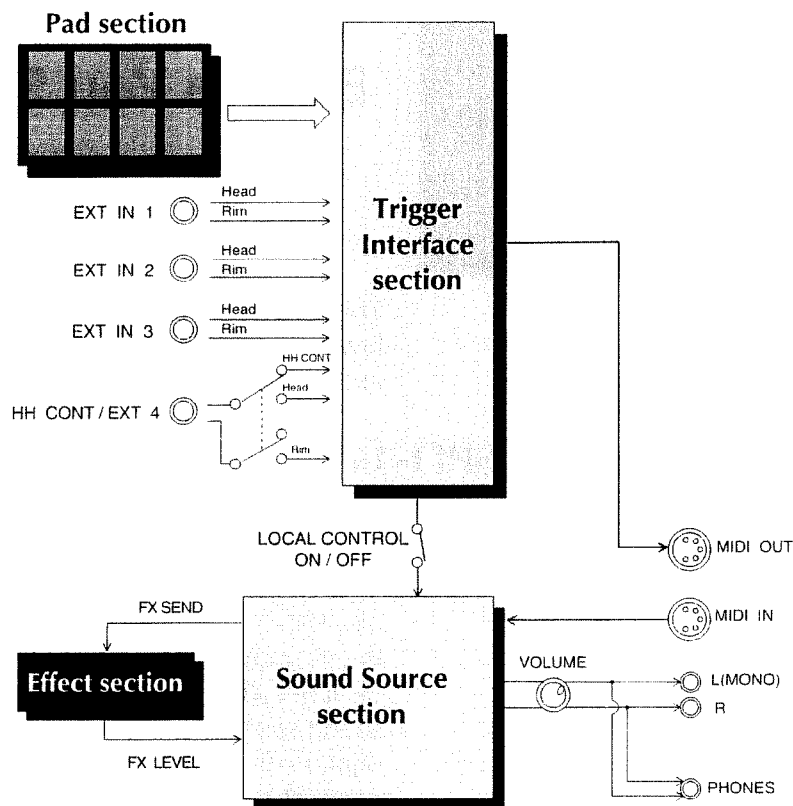 Pad section
Trigger
Interface
section
EXT IN 1
Head
Rim
EXT IN 2
Head
Rim
EXT IN 3
Head
Rim
HH CONT / EXT 4
HH CONT
Head
Rim
LOCAL CONTROL
ON / OFF
MIDI OUT
MIDI IN
FX SEND
Effect section
FX LEVEL
Sound Source
section
VOLUME
L(MONO)
R
PHONES